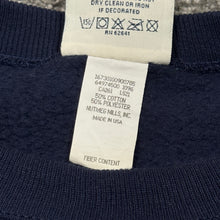 DRY CLEAN OR IRON
IF DECORATED
RN 62641
50% COTTON
50% POLYESTER
NUTMEG MILLS, INC.
MADE IN USA
FIBER CONTENT